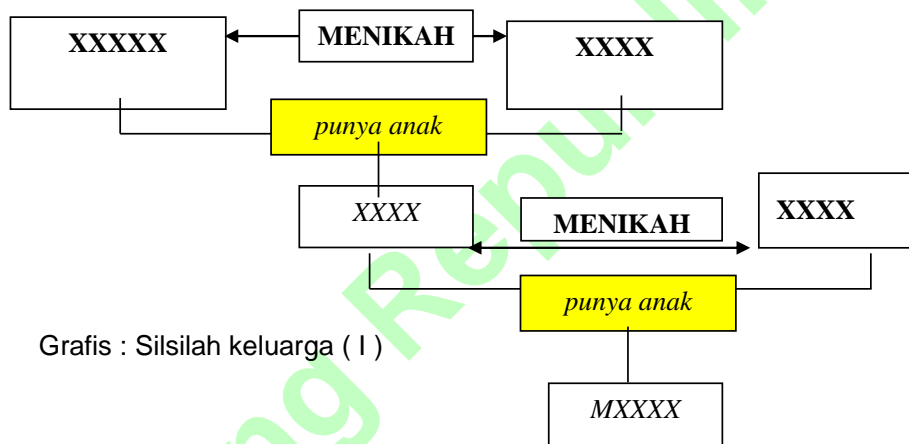 XXXXX
MENIKAH
XXXX
punya anak
XXXX
MENIKAH
XXXX
punya anak
Grafis : Silsilah keluarga ( I )
MXXXX